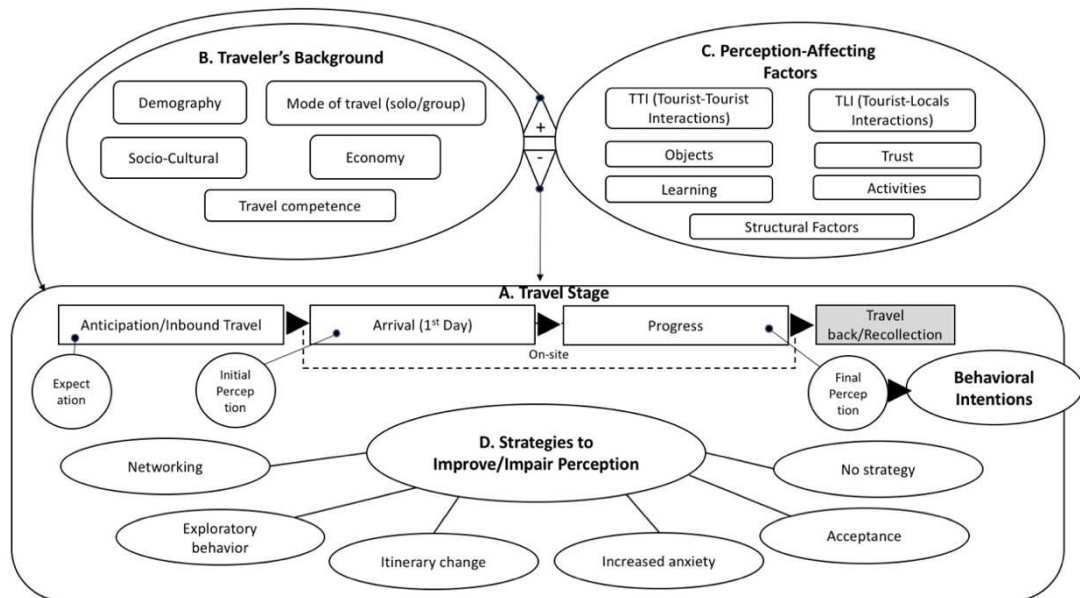 B. Traveler's Background
Demography
Mode of travel (solo/group)
Socio-Cultural
Economy
Travel competence
+
-
C. Perception-Affecting
Factors
TTI (Tourist-Tourist
Interactions)
TLI (Tourist-Locals
Interactions)
Objects
Trust
Learning
Activities
Structural Factors
A. Travel Stage
Anticipation/Inbound Travel
Arrival (1st Day)
Progress
Travel
back/Recollection
On-site
Expect
ation
Initial
Percep
tion
Final
Percep
tion
Behavioral
Intentions
D. Strategies to
Improve/Impair Perception
Networking
No strategy
Exploratory
behavior
Acceptance
Itinerary change
Increased anxiety